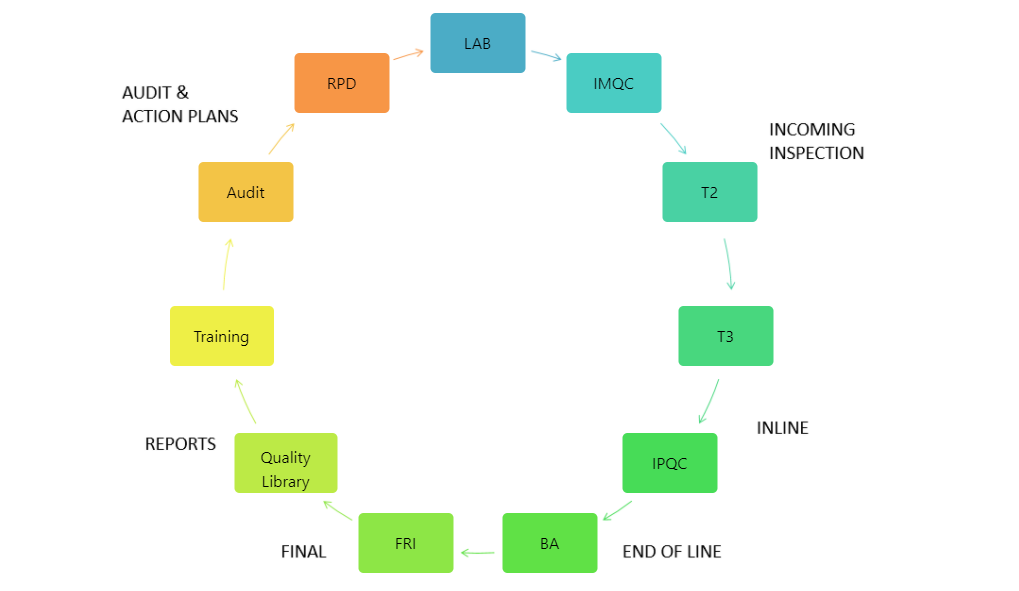 LAB
RPD
IMQC
AUDIT &
ACTION PLANS
INCOMING
INSPECTION
Audit
T2
Training
T3
INLINE
REPORTS
Quality
Library
IPQC
FINAL
FRI
BA
END OF LINE